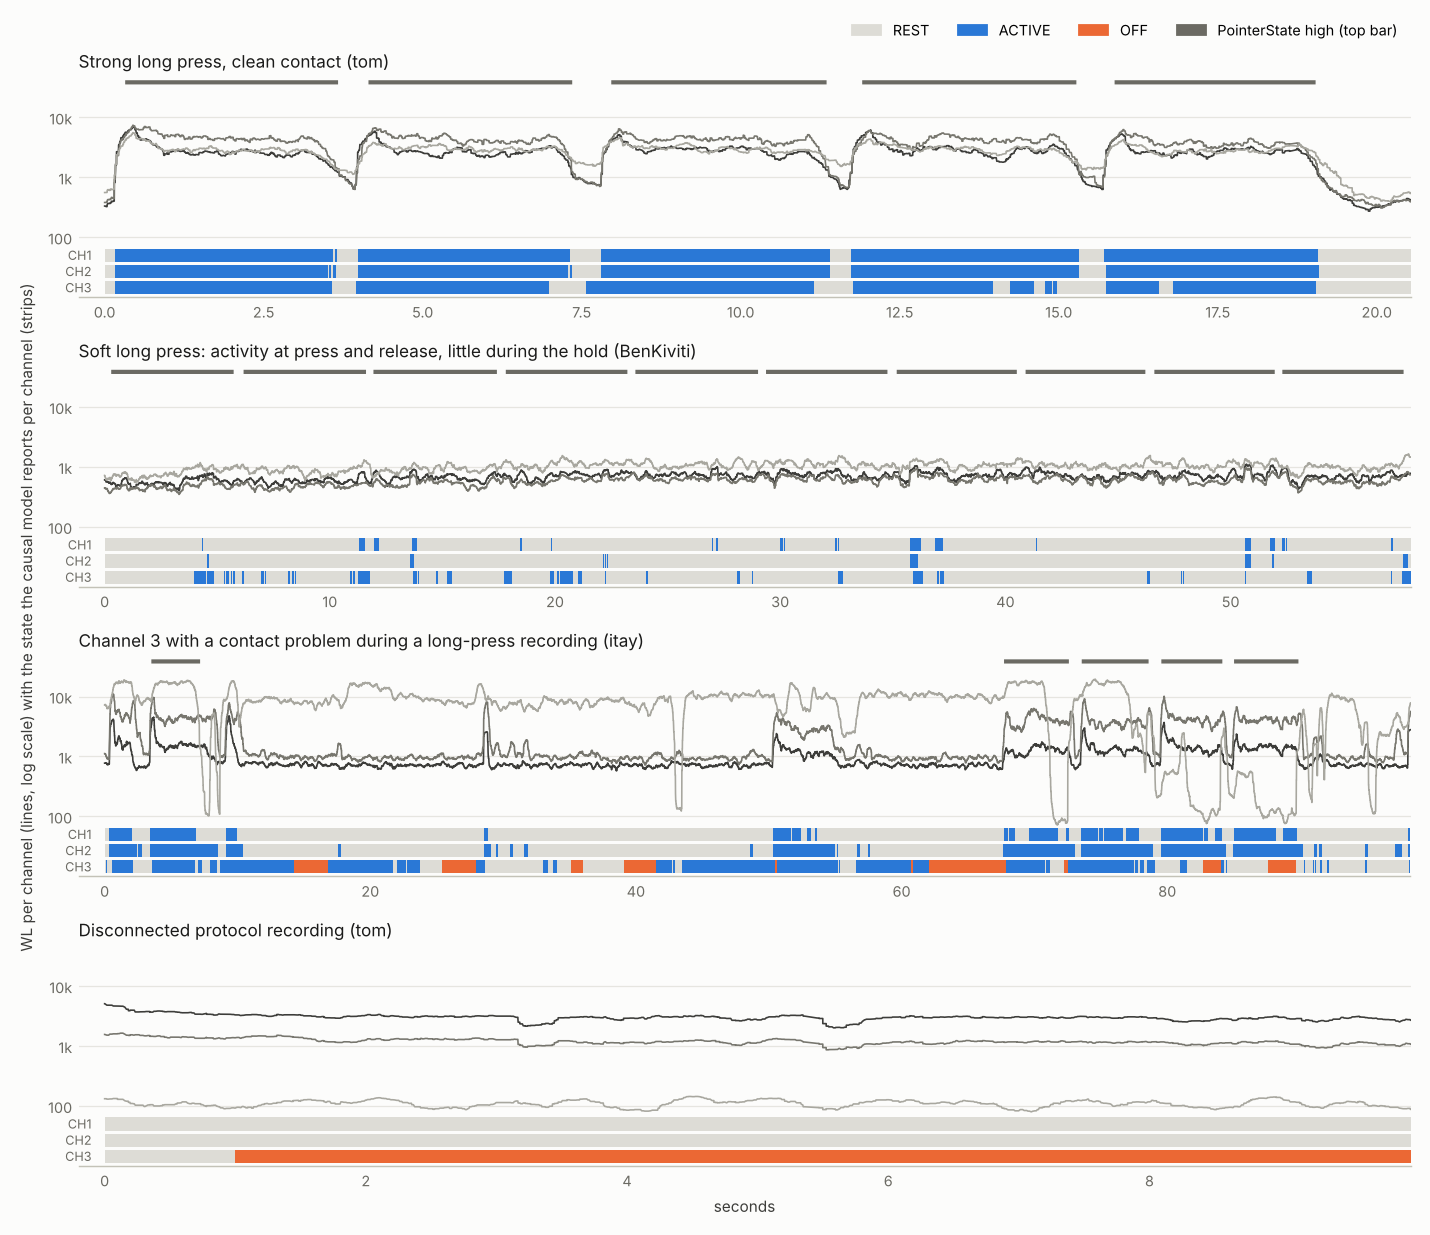 REST ACTIVE OFF PointerState high (top bar)
Strong long press, clean contact (tom)
10k
1k
100
CH1
CH2
CH3
0.0 2.5 5.0 7.5 10.0 12.5 15.0 17.5 20.0
Soft long press: activity at press and release, little during the hold (BenKiviti)
10k
1k
100
CH1
CH2
CH3
0 10 20 30 40 50
WL per channel (lines, log scale) with the state the causal model reports per channel (strips)
Channel 3 with a contact problem during a long-press recording (itay)
10k
1k
100
CH1
CH2
CH3
0 20 40 60 80
Disconnected protocol recording (tom)
10k
1k
100
CH1
CH2
CH3
0 2 4 6 8
seconds